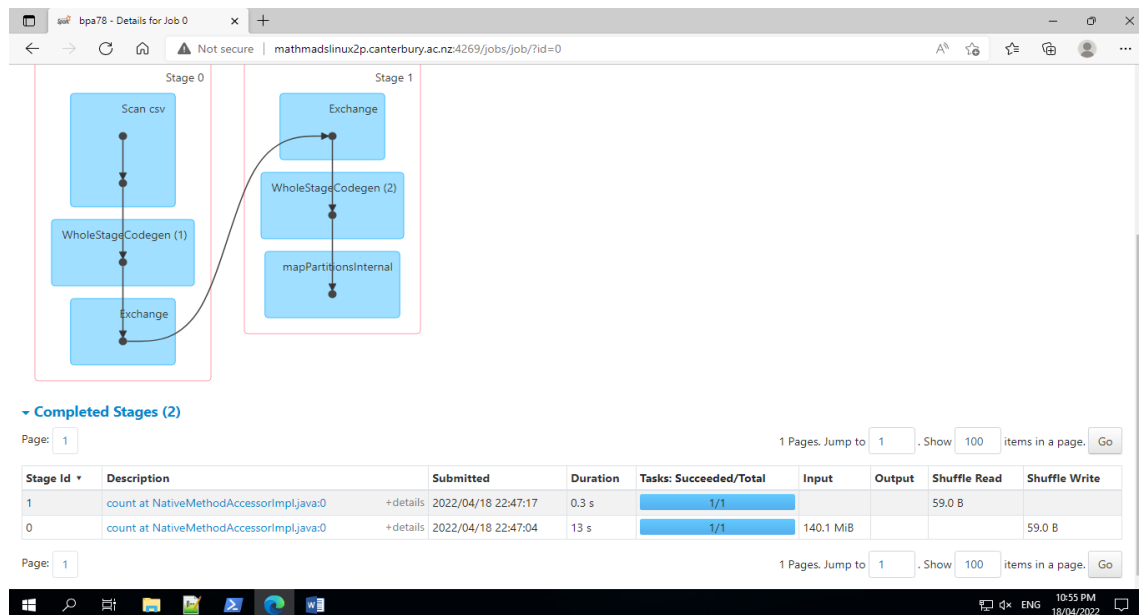 bpa78 - Details for Job 0
Not secure | mathmadslinux2p.canterbury.ac.nz:4269/jobs/job/?id=0
Stage 0
Stage 1
Scan csv
Exchange
WholeStageCodegen (2)
WholeStageCodegen (1)
mapPartitionsInternal
Exchange
Completed Stages (2)
Page: 1
1 Pages. Jump to 1 . Show 100 items in a page. Go
Stage Id ▾ Description Submitted Duration Tasks: Succeeded/Total Input Output Shuffle Read Shuffle Write
1 count at NativeMethodAccessorImpl.java:0 +details 2022/04/18 22:47:17 0.3 s 1/1 59.0 B
0 count at NativeMethodAccessorImpl.java:0 +details 2022/04/18 22:47:04 13 s 1/1 140.1 MiB 59.0 B
Page: 1
1 Pages. Jump to 1 . Show 100 items in a page. Go
ENG
10:55 PM
18/04/2022